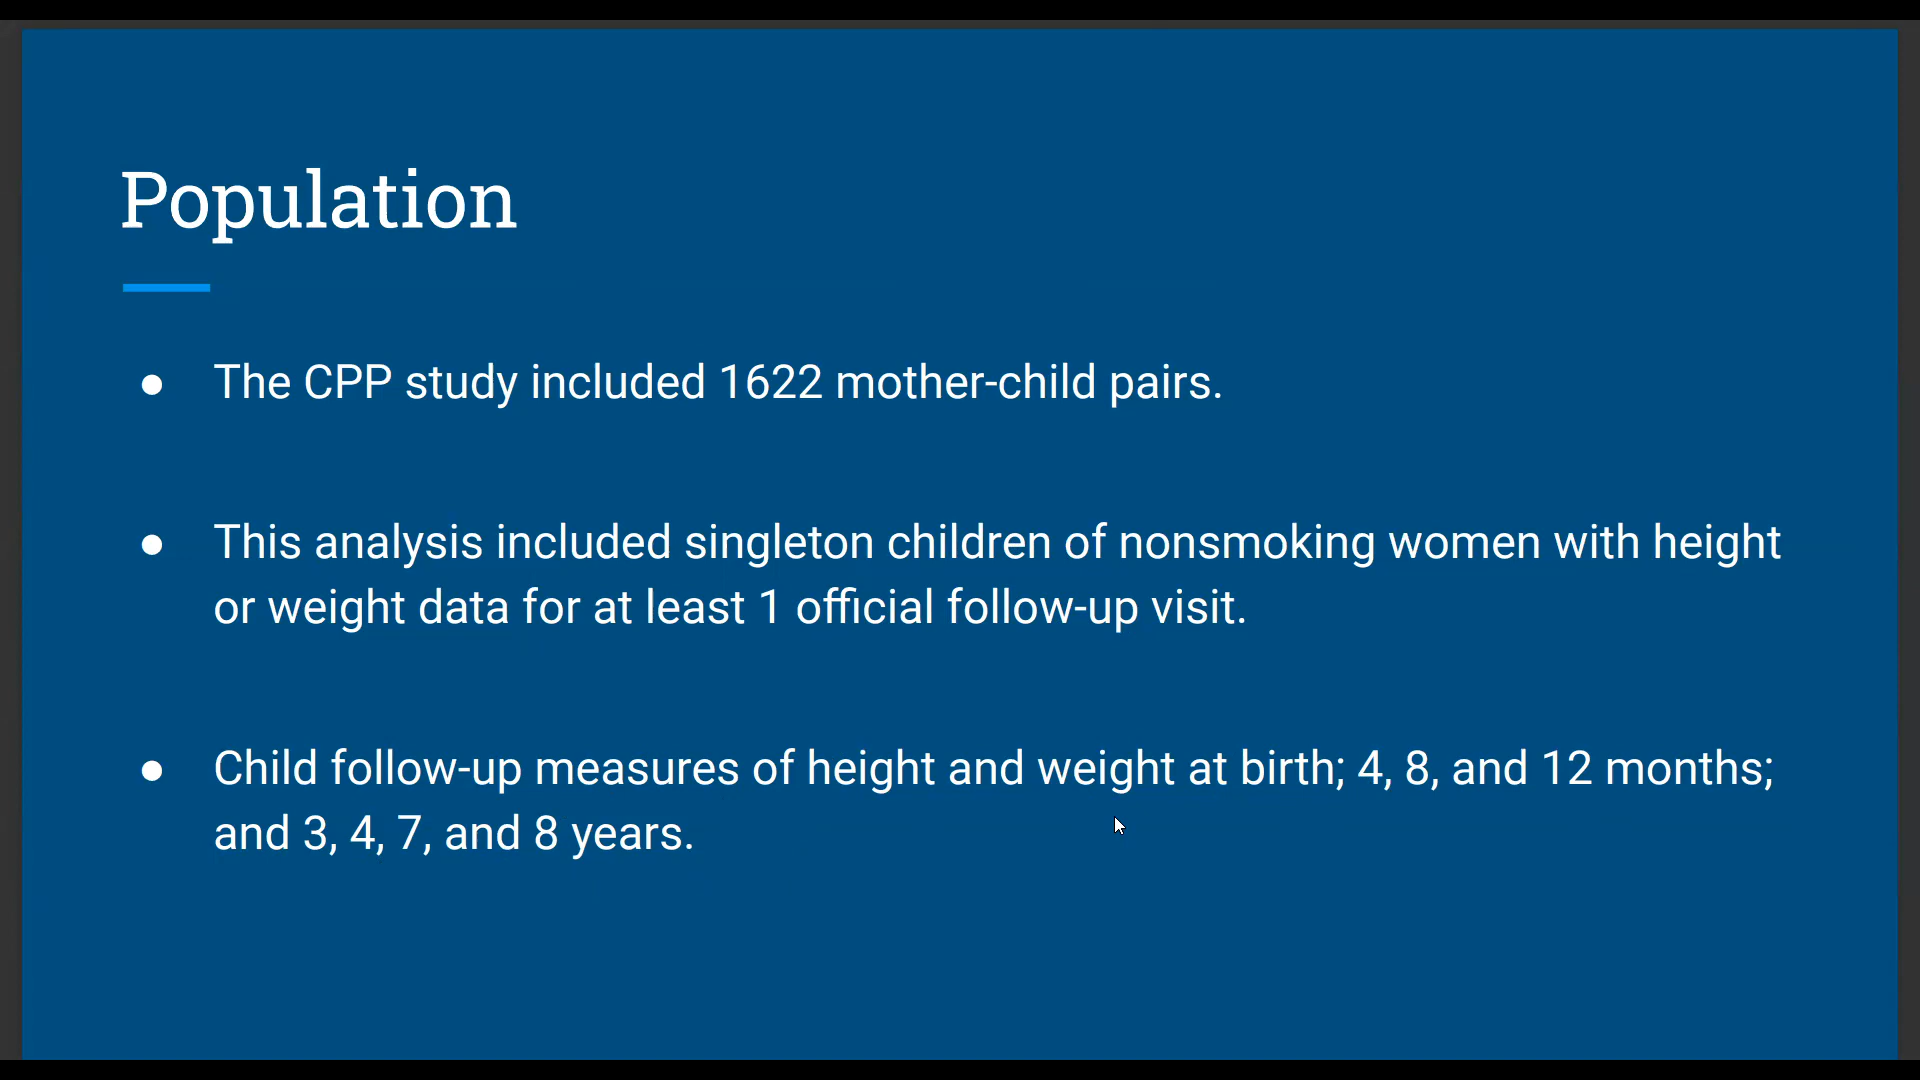 Population
● The CPP study included 1622 mother-child pairs.
● This analysis included singleton children of nonsmoking women with height
or weight data for at least 1 official follow-up visit.
● Child follow-up measures of height and weight at birth; 4, 8, and 12 months;
and 3, 4, 7, and 8 years.